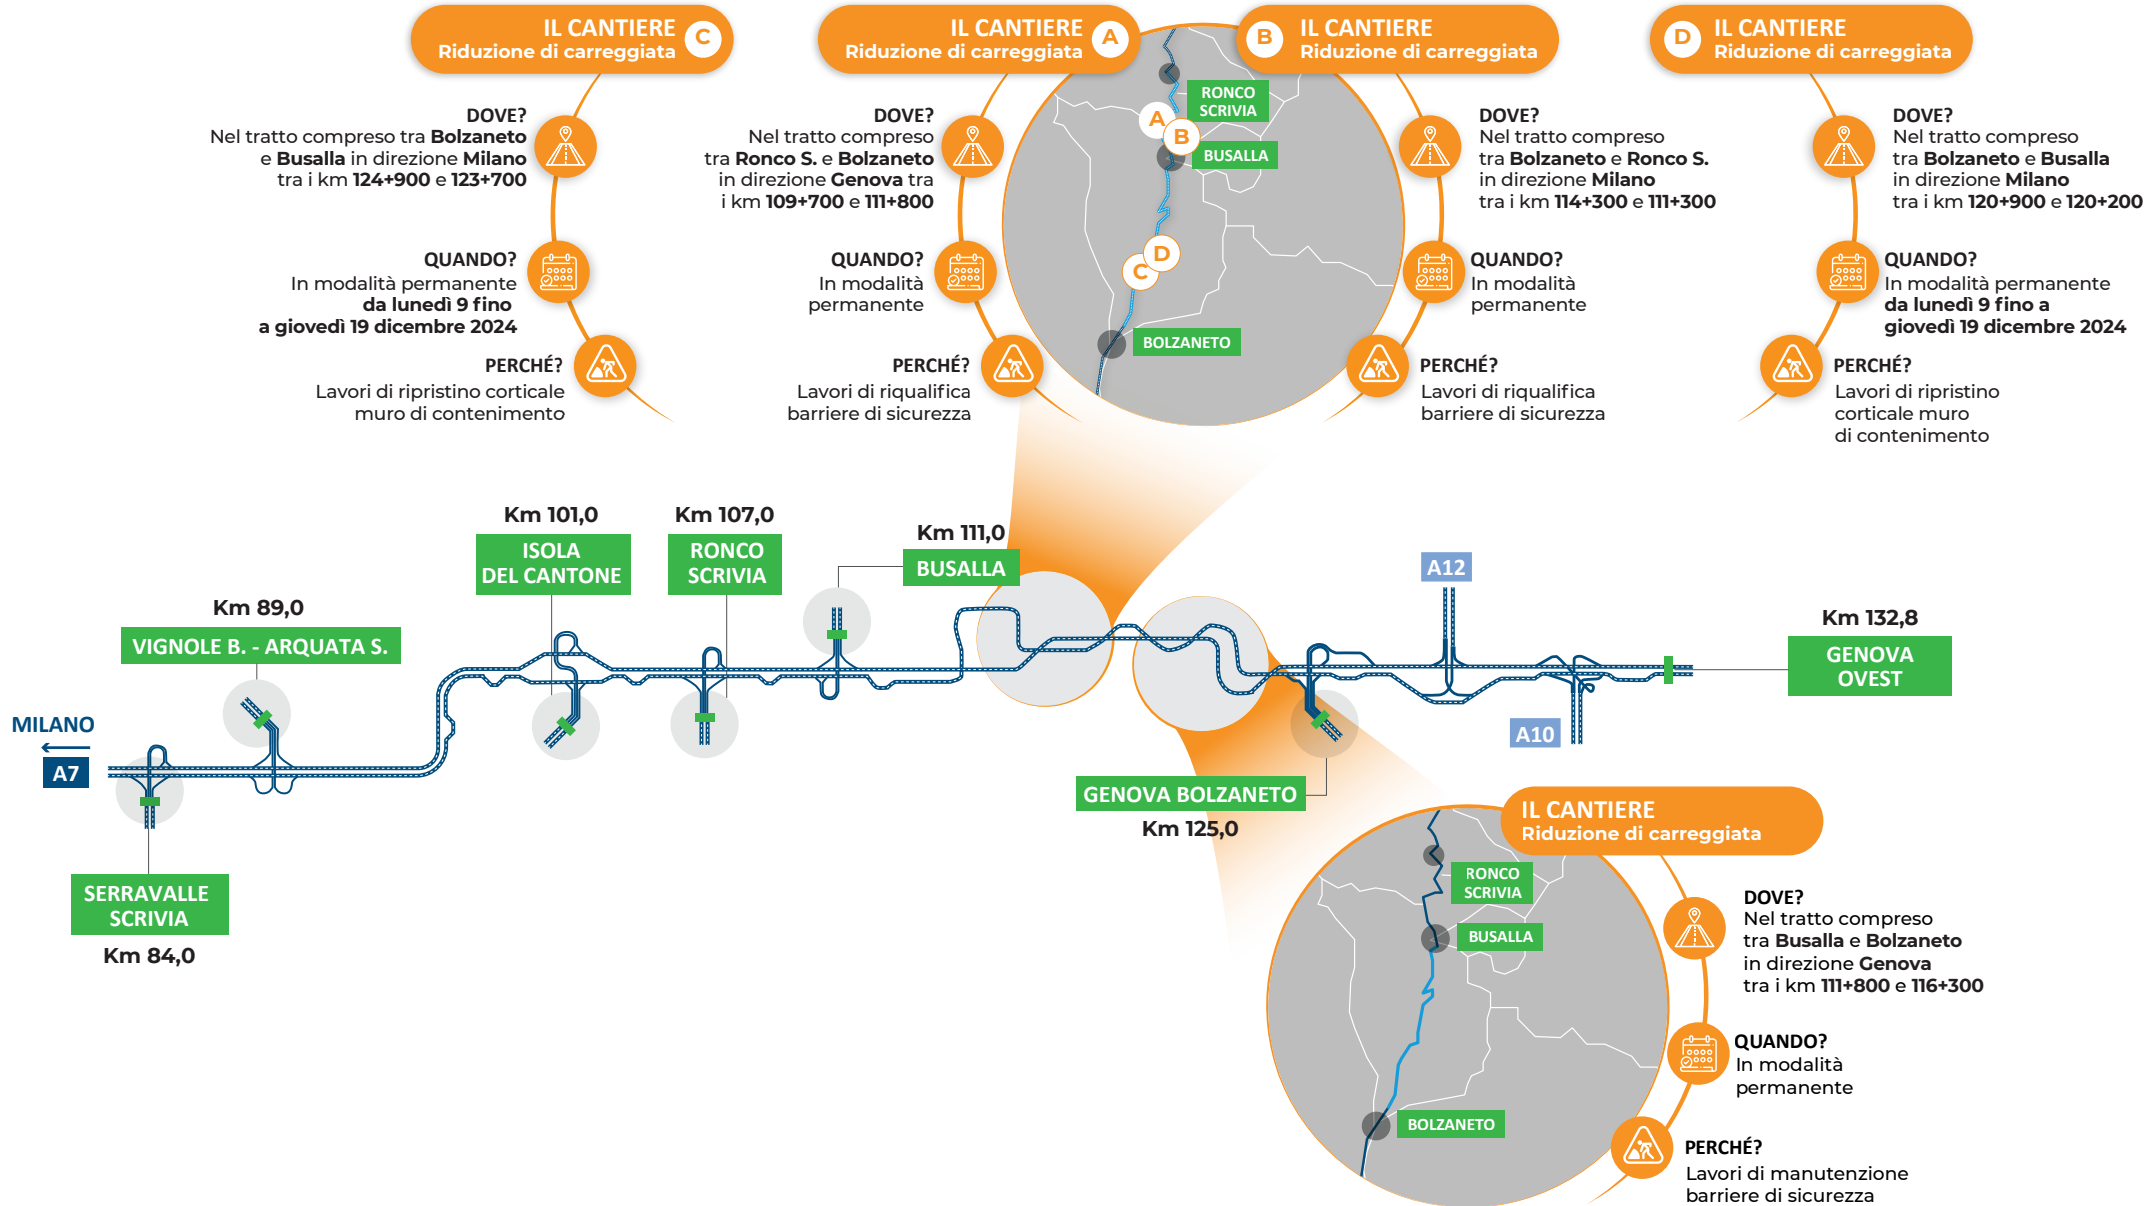 IL CANTIERE
Riduzione di carreggiata
C
DOVE?
Nel tratto compreso tra Bolzaneto
e Busalla in direzione Milano
tra i km 124+900 e 123+700
QUANDO?
In modalità permanente
da lunedì 9 fino
a giovedì 19 dicembre 2024
PERCHÉ?
Lavori di ripristino corticale
muro di contenimento
IL CANTIERE
Riduzione di carreggiata
A
DOVE?
Nel tratto compreso
tra Ronco S. e Bolzaneto
in direzione Genova tra
i km 109+700 e 111+800
QUANDO?
In modalità
permanente
PERCHÉ?
Lavori di riqualifica
barriere di sicurezza
RONCO
SCRIVIA
A
B
BUSALLA
D
C
BOLZANETO
B
IL CANTIERE
Riduzione di carreggiata
DOVE?
Nel tratto compreso
tra Bolzaneto e Ronco S.
in direzione Milano
tra i km 114+300 e 111+300
QUANDO?
In modalità
permanente
PERCHÉ?
Lavori di riqualifica
barriere di sicurezza
D
IL CANTIERE
Riduzione di carreggiata
DOVE?
Nel tratto compreso
tra Bolzaneto e Busalla
in direzione Milano
tra i km 120+900 e 120+200
QUANDO?
In modalità permanente
da lunedì 9 fino a
giovedì 19 dicembre 2024
PERCHÉ?
Lavori di ripristino
corticale muro
di contenimento
MILANO
A7
SERRAVALLE
SCRIVIA
Km 84,0
Km 89,0
VIGNOLE B. - ARQUATA S.
Km 101,0
ISOLA
DEL CANTONE
Km 107,0
RONCO
SCRIVIA
Km 111,0
BUSALLA
GENOVA BOLZANETO
Km 125,0
A12
A10
Km 132,8
GENOVA
OVEST
IL CANTIERE
Riduzione di carreggiata
RONCO
SCRIVIA
BUSALLA
BOLZANETO
DOVE?
Nel tratto compreso
tra Busalla e Bolzaneto
in direzione Genova
tra i km 111+800 e 116+300
QUANDO?
In modalità
permanente
PERCHÉ?
Lavori di manutenzione
barriere di sicurezza